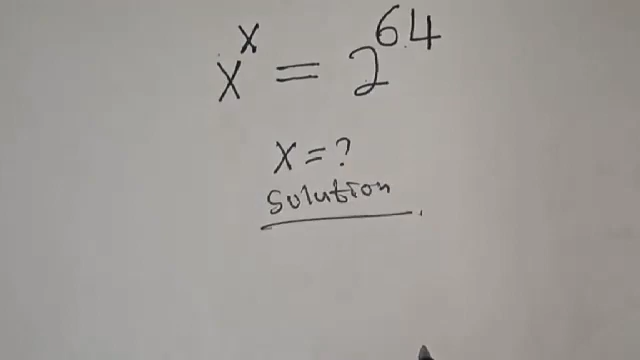 x^x = 2^64
x = ?
Solution